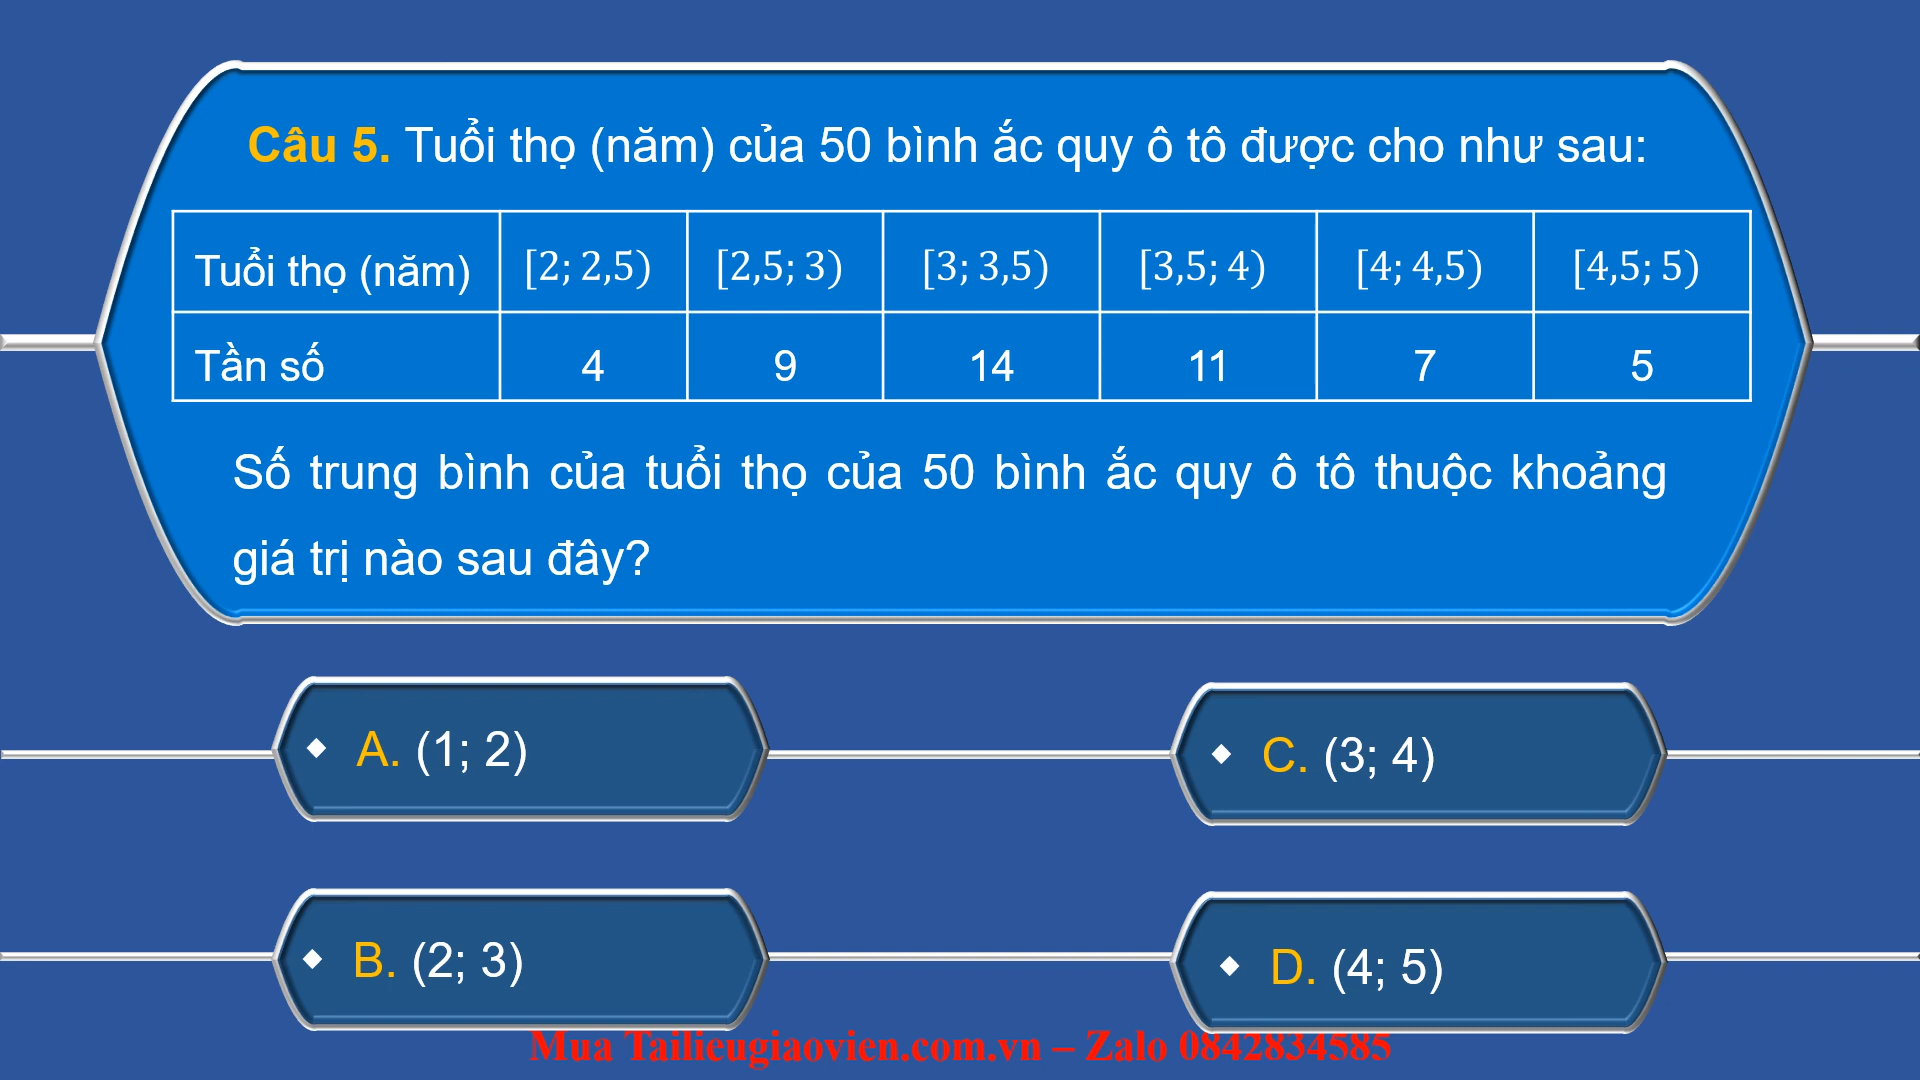 Câu 5. Tuổi thọ (năm) của 50 bình ắc quy ô tô được cho như sau:
Tuổi thọ (năm) [2; 2,5) [2,5; 3) [3; 3,5) [3,5; 4) [4; 4,5) [4,5; 5)
Tần số 4 9 14 11 7 5
Số trung bình của tuổi thọ của 50 bình ắc quy ô tô thuộc khoảng
giá trị nào sau đây?
A. (1; 2)
C. (3; 4)
B. (2; 3)
D. (4; 5)
Mua Tailieugiaovien.com.vn – Zalo 0842834585